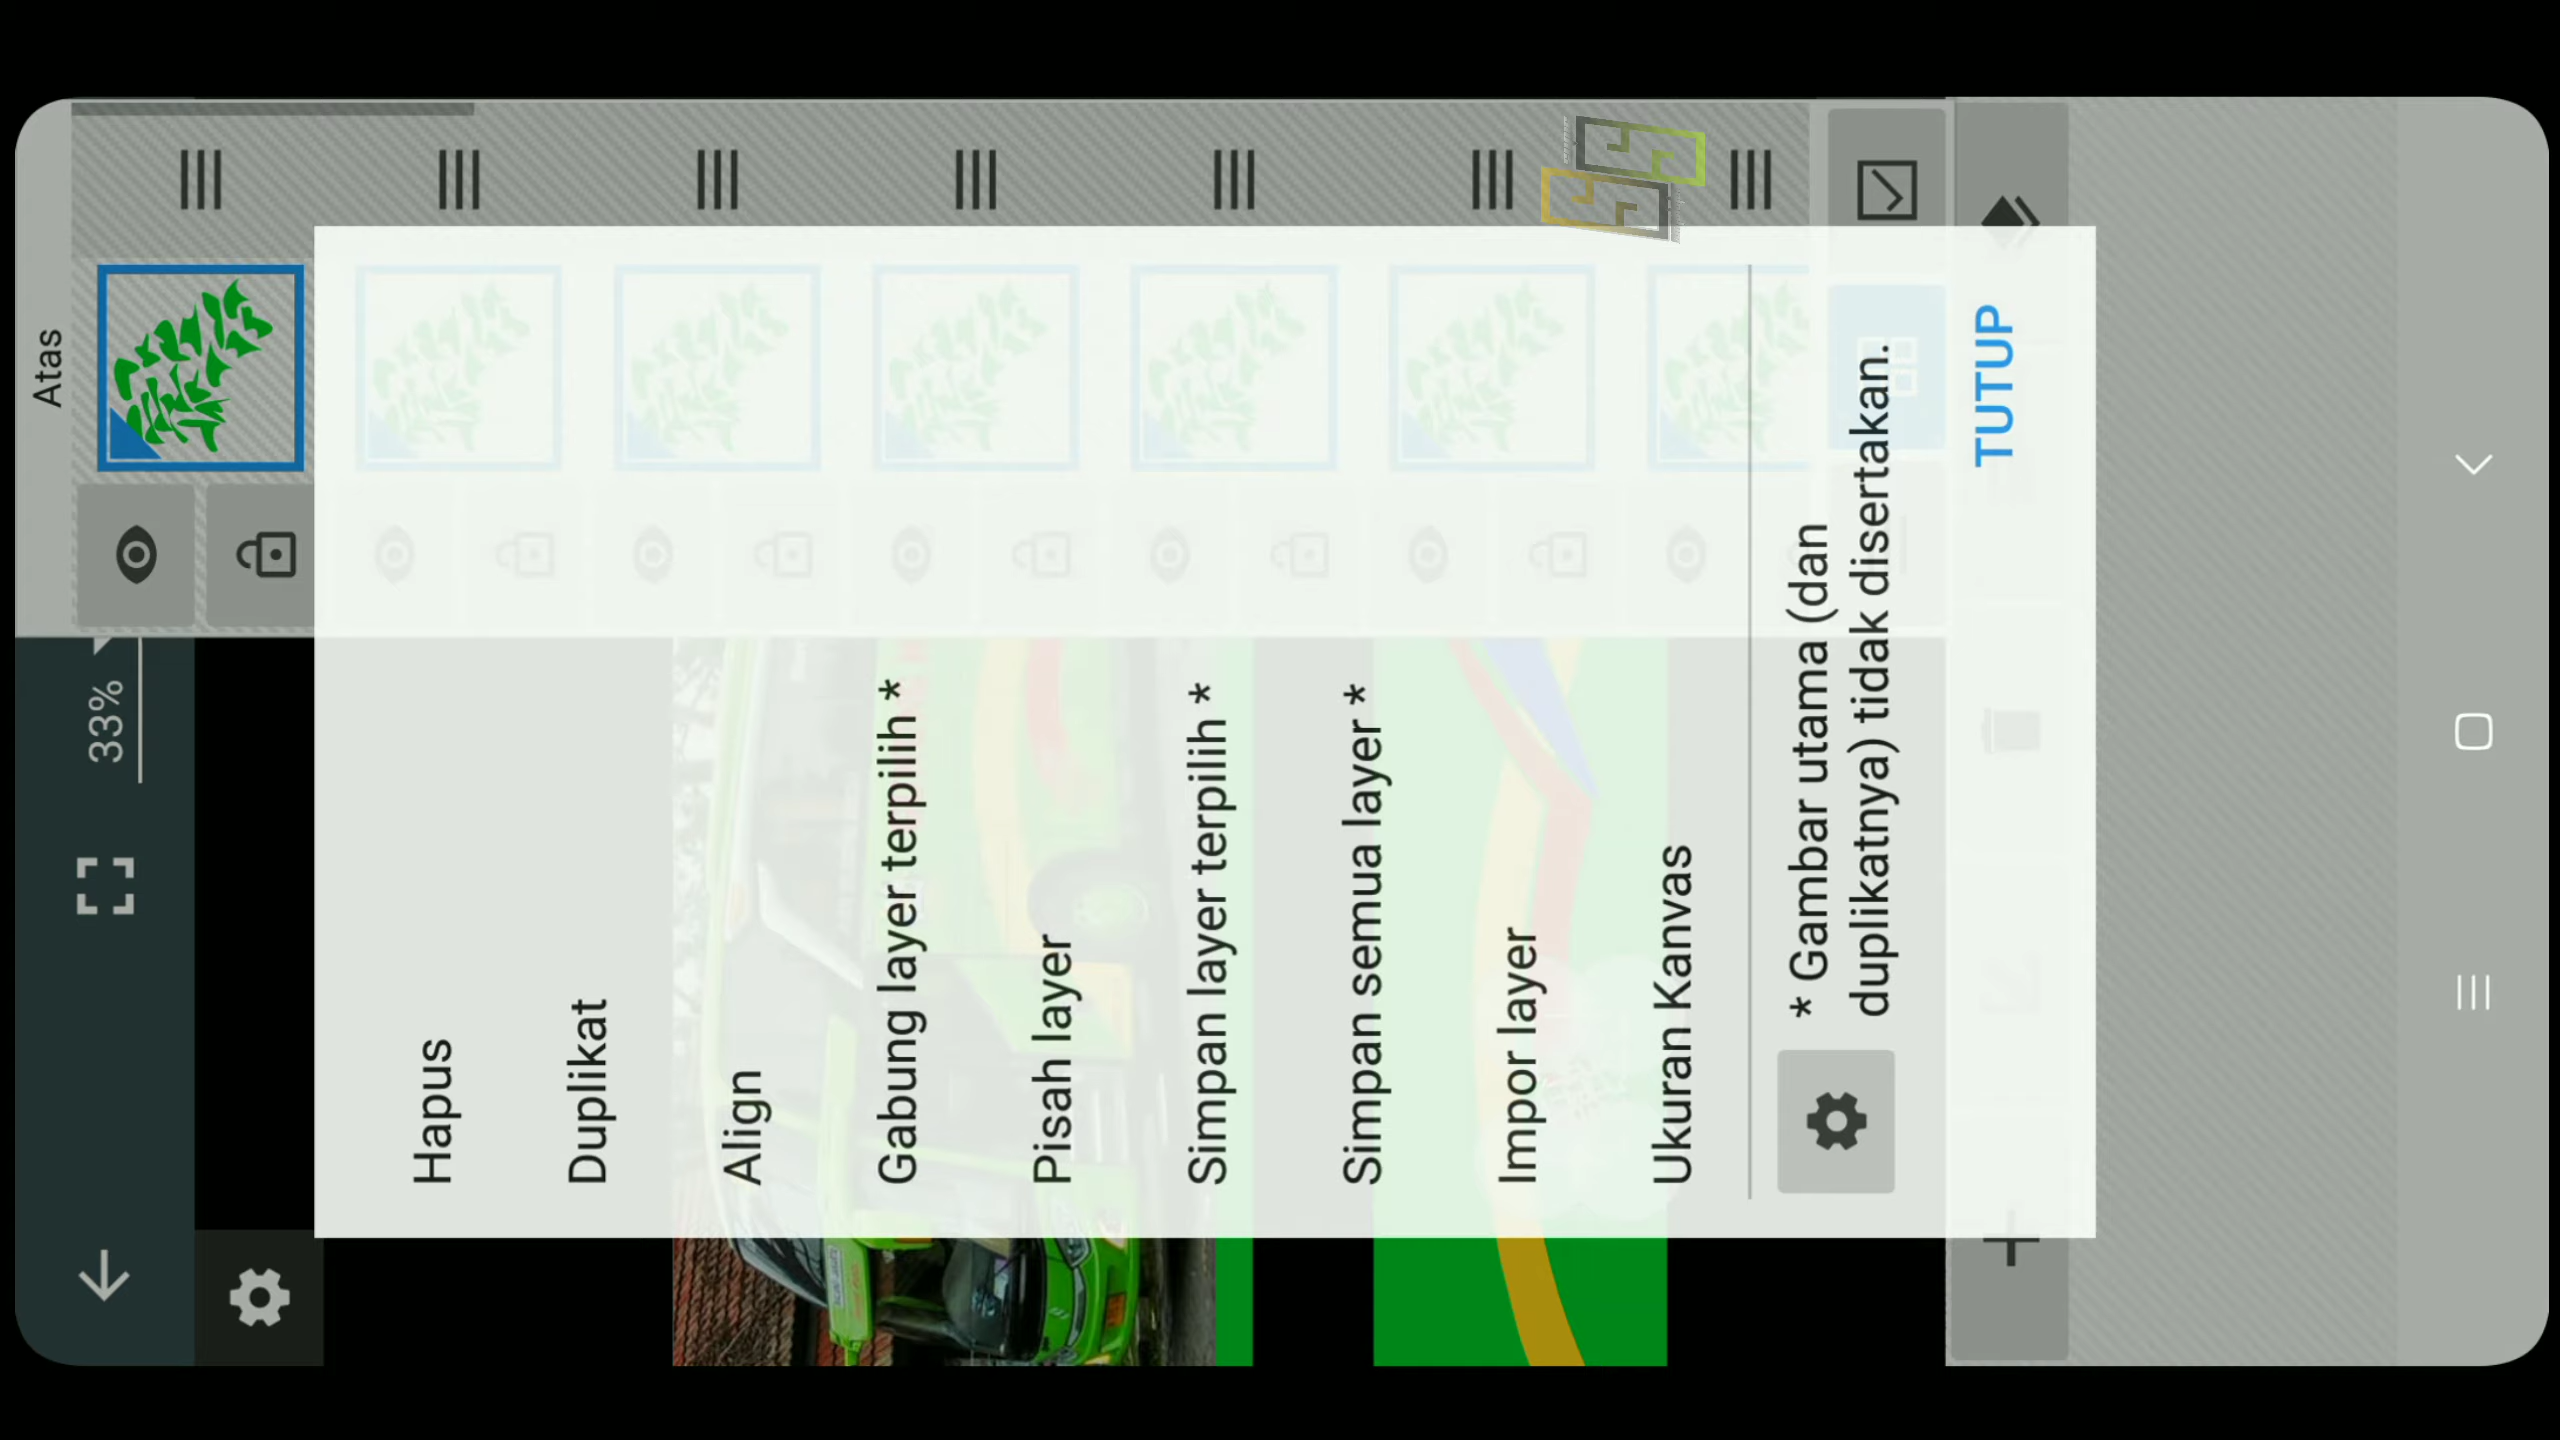 33%
Atas
Hapus
Duplikat
Align
Gabung layer terpilih *
Pisah layer
Simpan layer terpilih *
Simpan semua layer *
Impor layer
Ukuran Kanvas
* Gambar utama (dan
duplikatnya) tidak disertakan.
TUTUP